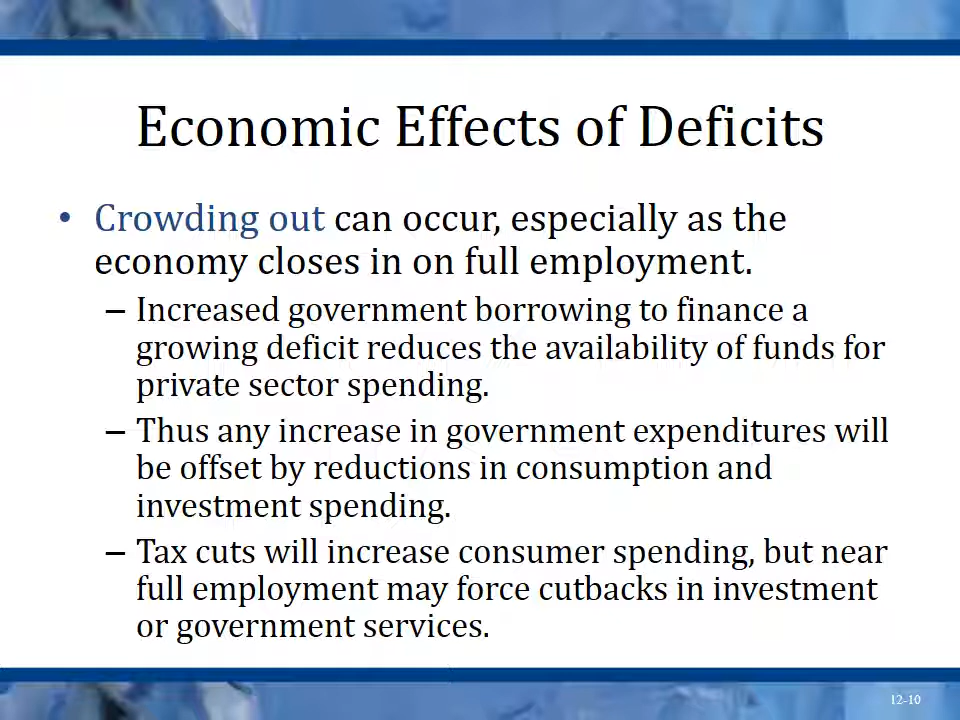 Economic Effects of Deficits
• Crowding out can occur, especially as the
economy closes in on full employment.
– Increased government borrowing to finance a
growing deficit reduces the availability of funds for
private sector spending.
– Thus any increase in government expenditures will
be offset by reductions in consumption and
investment spending.
– Tax cuts will increase consumer spending, but near
full employment may force cutbacks in investment
or government services.
12-10